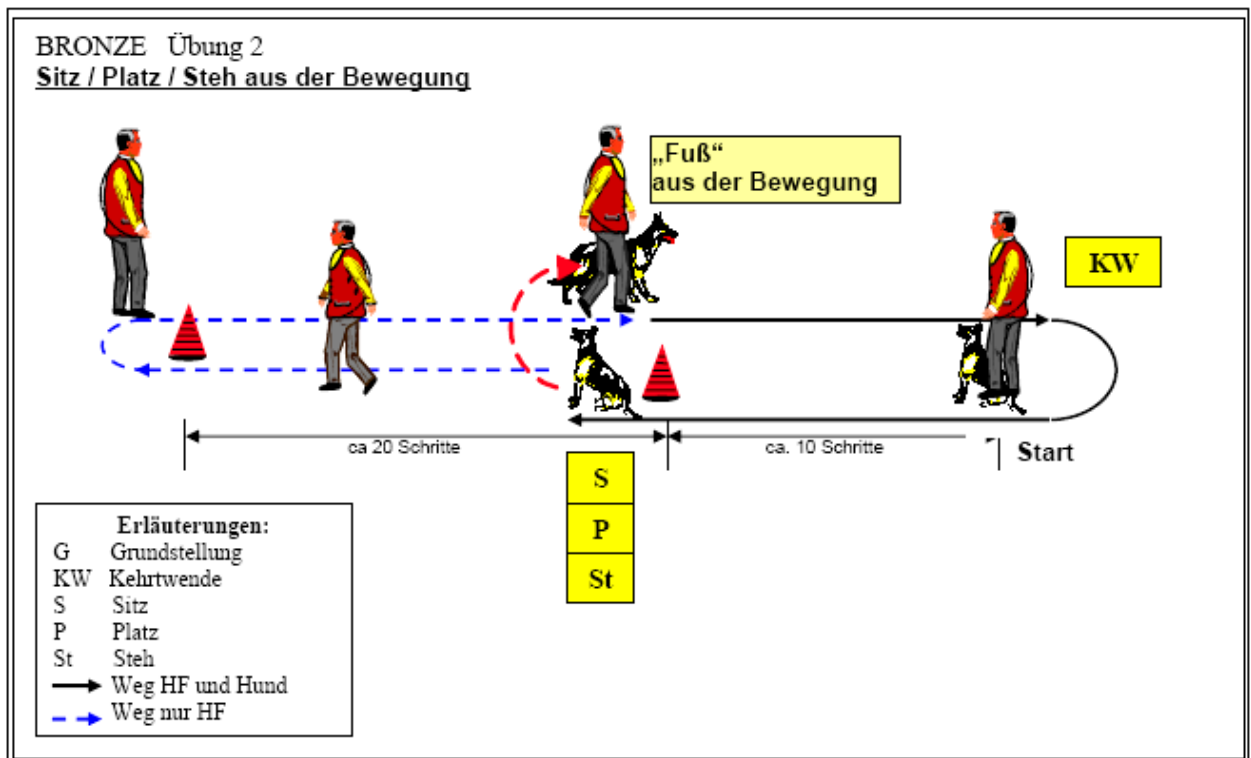 BRONZE Übung 2
Sitz / Platz / Steh aus der Bewegung
„Fuß“
aus der Bewegung
KW
ca 20 Schritte
ca. 10 Schritte
Start
S
P
St
Erläuterungen:
G Grundstellung
KW Kehrtwende
S Sitz
P Platz
St Steh
Weg HF und Hund
Weg nur HF